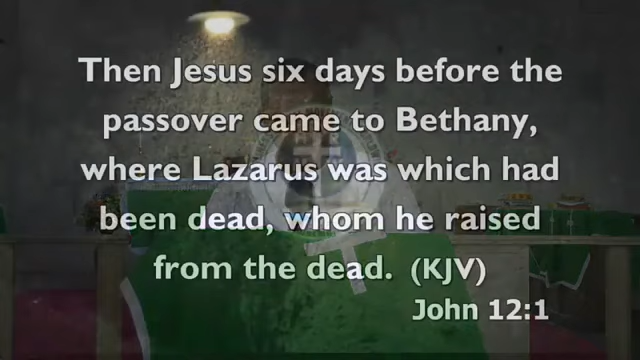 Then Jesus six days before the
passover came to Bethany,
where Lazarus was which had
been dead, whom he raised
from the dead. (KJV)
John 12:1